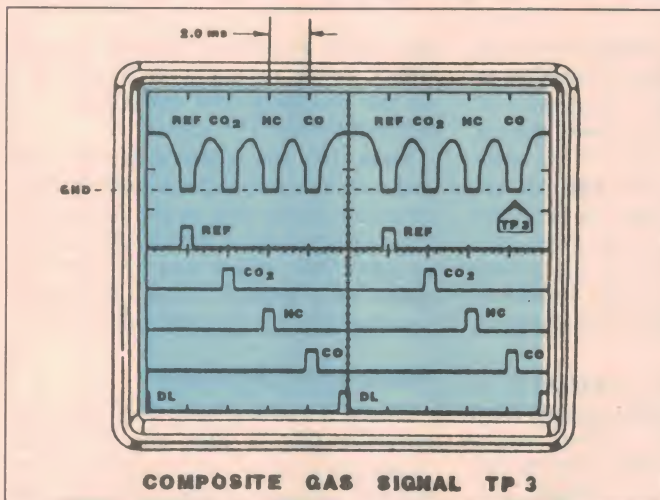 2.0 ms
REF CO2 HC CO REF CO2 HC CO
GND
TP 3
REF REF
CO2 CO2
HC HC
CO CO
DL DL
COMPOSITE GAS SIGNAL TP 3